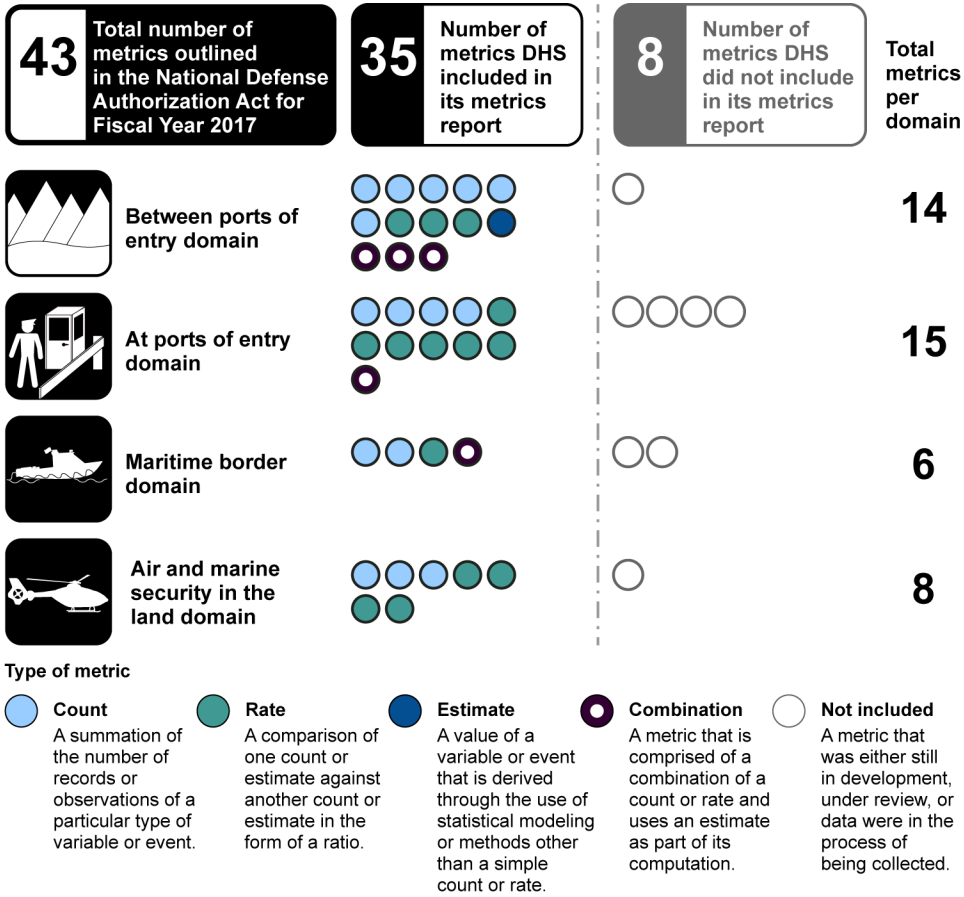 43
Total number of
metrics outlined
in the National Defense
Authorization Act for
Fiscal Year 2017
35
Number of
metrics DHS
included in
its metrics
report
8
Number of
metrics DHS
did not include
in its metrics
report
Total
metrics
per
domain
Between ports of
entry domain
14
At ports of entry
domain
15
Maritime border
domain
6
Air and marine
security in the
land domain
8
Type of metric
Count
A summation of
the number of
records or
observations of a
particular type of
variable or event.
Rate
A comparison of
one count or
estimate against
another count or
estimate in the
form of a ratio.
Estimate
A value of a
variable or event
that is derived
through the use of
statistical modeling
or methods other
than a simple
count or rate.
Combination
A metric that is
comprised of a
combination of a
count or rate and
uses an estimate
as part of its
computation.
Not included
A metric that
was either still
in development,
under review, or
data were in the
process of
being collected.